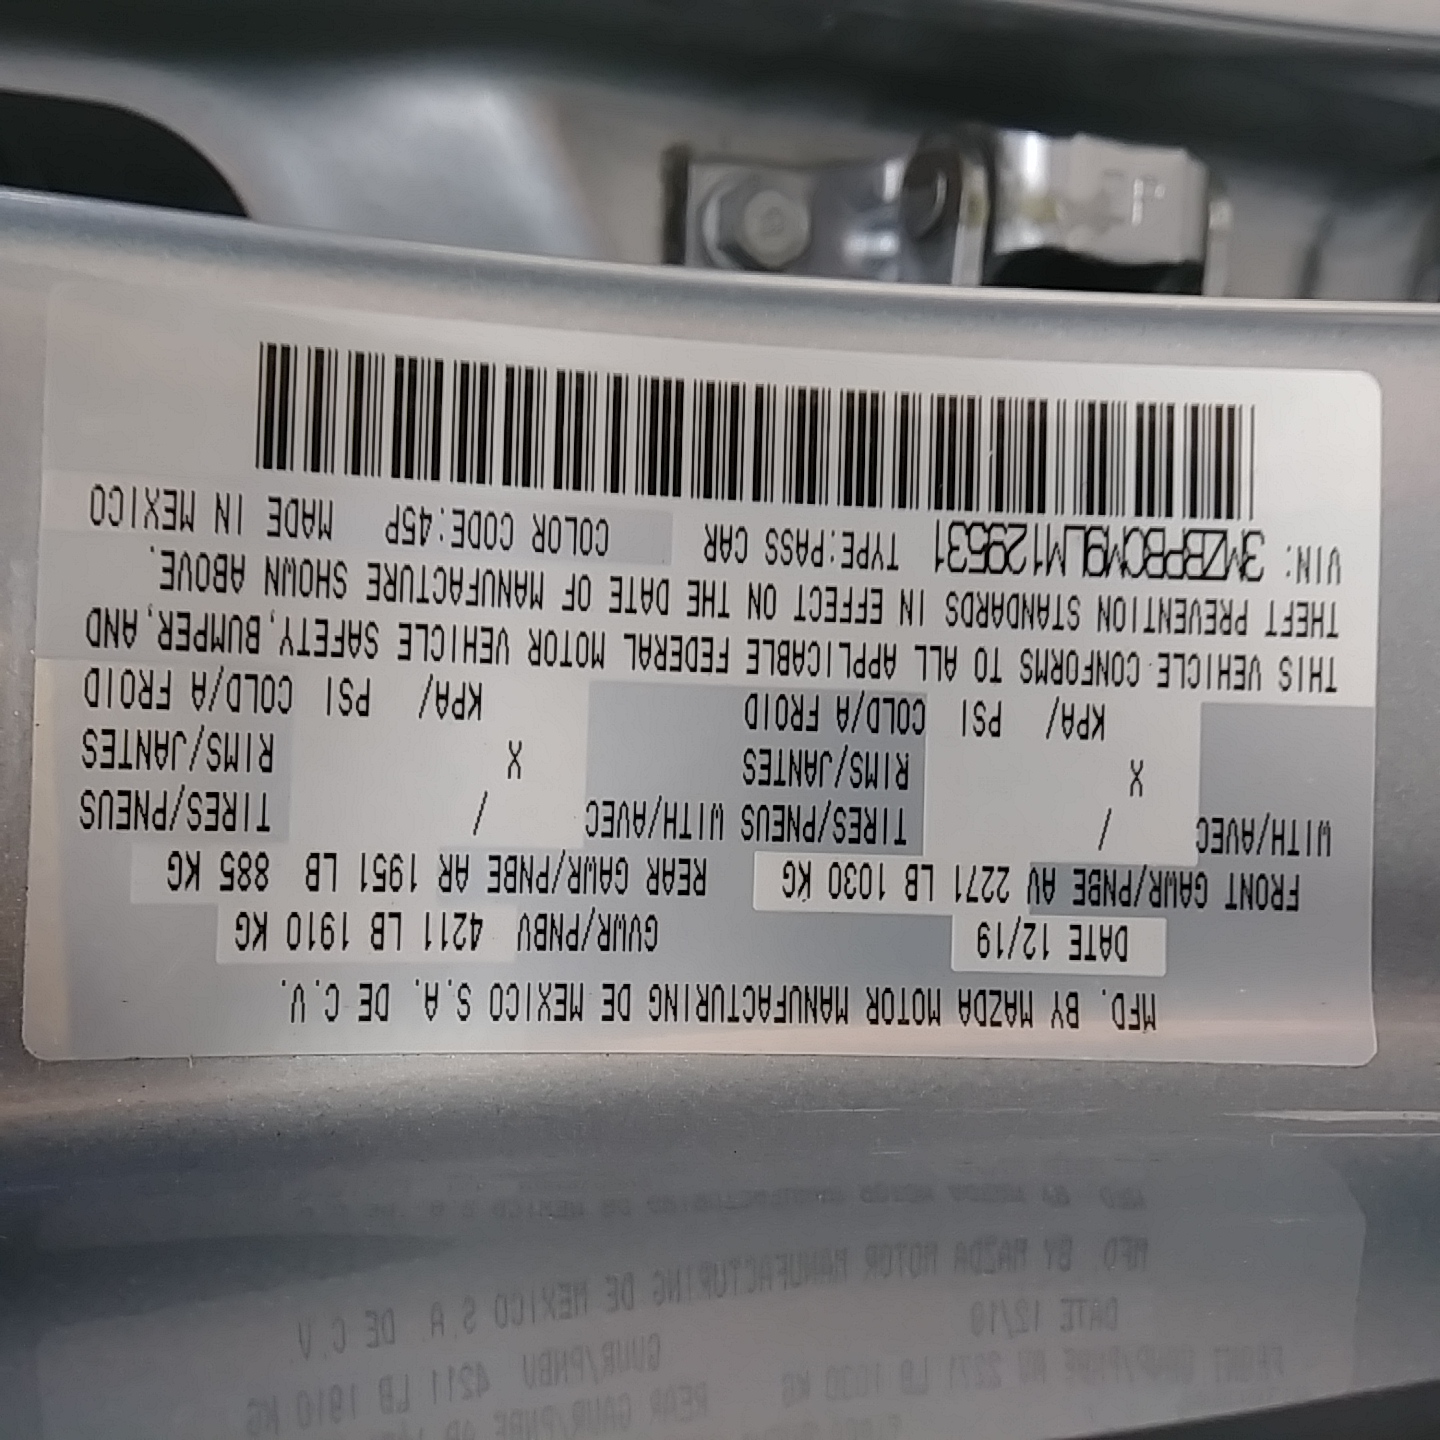 MFD. BY MAZDA MOTOR MANUFACTURING DE MEXICO S.A. DE C.V.
DATE 12/19 GVWR/PNBV 4211 LB 1910 KG
FRONT GAWR/PNBE AV 2271 LB 1030 KG REAR GAWR/PNBE AR 1951 LB 885 KG
WITH/AVEC / TIRES/PNEUS WITH/AVEC / TIRES/PNEUS
X RIMS/JANTES X RIMS/JANTES
KPA/ PSI COLD/A FROID KPA/ PSI COLD/A FROID
THIS VEHICLE CONFORMS TO ALL APPLICABLE FEDERAL MOTOR VEHICLE SAFETY, BUMPER, AND
THEFT PREVENTION STANDARDS IN EFFECT ON THE DATE OF MANUFACTURE SHOWN ABOVE.
VIN: 3MZBPBCM9LM129531 TYPE:PASS CAR COLOR CODE:45P MADE IN MEXICO